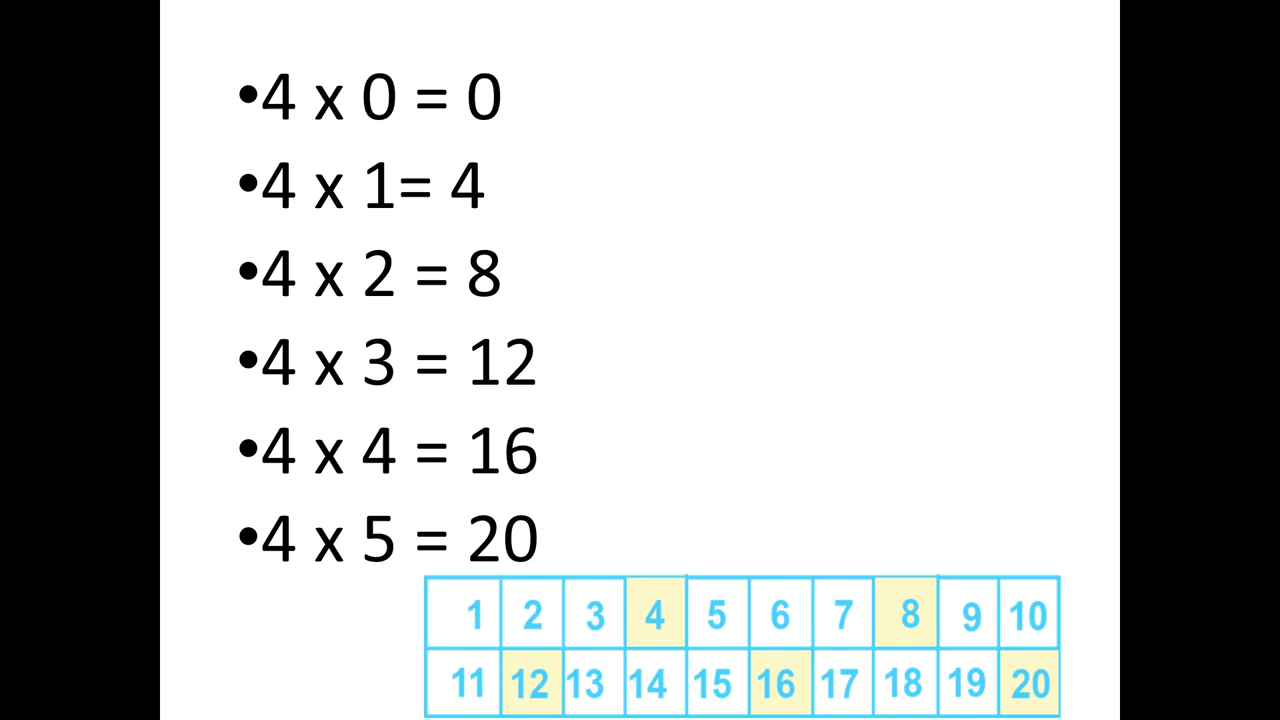 •4 x 0 = 0
•4 x 1= 4
•4 x 2 = 8
•4 x 3 = 12
•4 x 4 = 16
•4 x 5 = 20
1 2 3 4 5 6 7 8 9 10
11 12 13 14 15 16 17 18 19 20